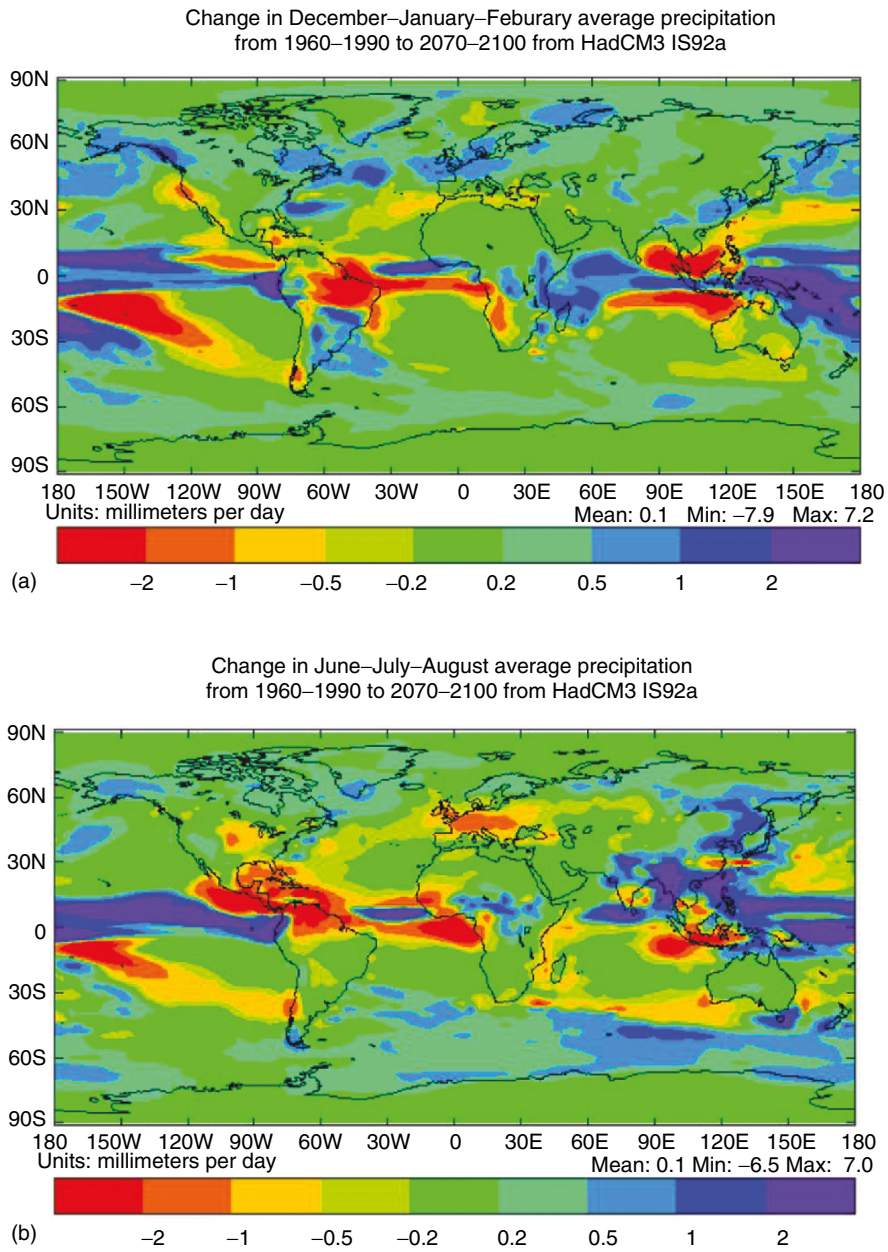 Change in December–January–Feburary average precipitation
from 1960–1990 to 2070–2100 from HadCM3 IS92a
90N
60N
30N
0
30S
60S
90S
180 150W 120W 90W 60W 30W 0 30E 60E 90E 120E 150E 180
Units: millimeters per day Mean: 0.1 Min: –7.9 Max: 7.2
(a) –2 –1 –0.5 –0.2 0.2 0.5 1 2
Change in June–July–August average precipitation
from 1960–1990 to 2070–2100 from HadCM3 IS92a
90N
60N
30N
0
30S
60S
90S
180 150W 120W 90W 60W 30W 0 30E 60E 90E 120E 150E 180
Units: millimeters per day Mean: 0.1 Min: –6.5 Max: 7.0
(b) –2 –1 –0.5 –0.2 0.2 0.5 1 2